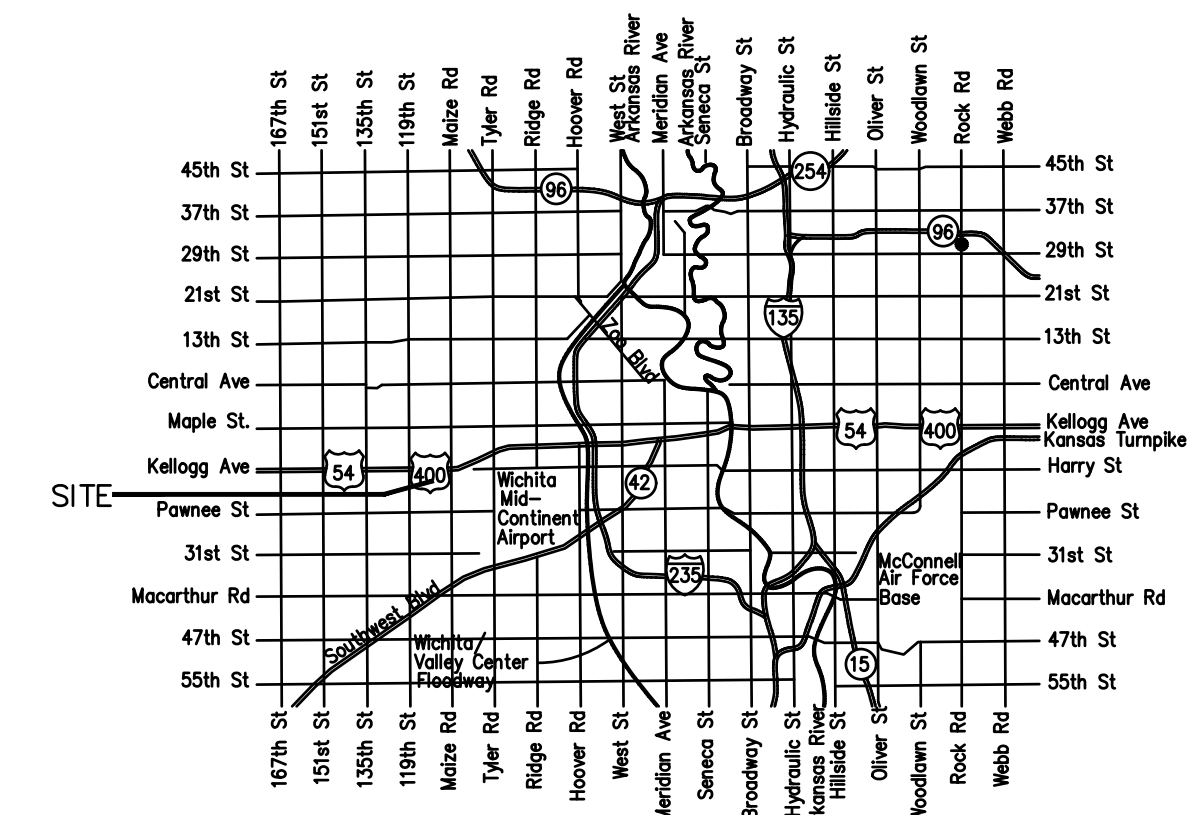 167th St
151st St
135th St
119th St
Maize Rd
Tyler Rd
Ridge Rd
Hoover Rd
West St
Arkansas River
Meridian Ave
Arkansas River
Seneca St
Broadway St
Hydraulic St
Hillside St
Oliver St
Woodlawn St
Rock Rd
Webb Rd
45th St
254
45th St
96
37th St
37th St
96
29th St
29th St
21st St
21st St
135
13th St
13th St
Zoo Blvd
Central Ave
Central Ave
Maple St.
54
400
Kellogg Ave
Kansas Turnpike
Kellogg Ave
54
400
Harry St
SITE
Wichita
Mid-
Continent
Airport
42
Pawnee St
Pawnee St
31st St
31st St
McConnell
Air Force
Base
235
Macarthur Rd
Macarthur Rd
Southwest Blvd
47th St
47th St
Wichita/
Valley Center
Floodway
15
55th St
55th St
167th St
151st St
135th St
119th St
Maize Rd
Tyler Rd
Ridge Rd
Hoover Rd
West St
Meridian Ave
Seneca St
Broadway St
Hydraulic St
kansas River
Hillside St
Oliver St
Woodlawn St
Rock Rd
Webb Rd